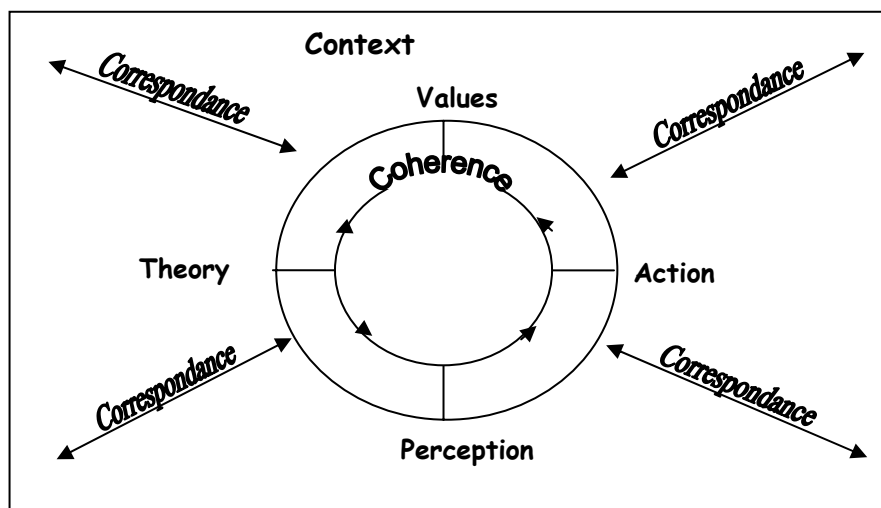 Context
Correspondance
Correspondance
Values
Coherence
Theory
Action
Correspondance
Correspondance
Perception